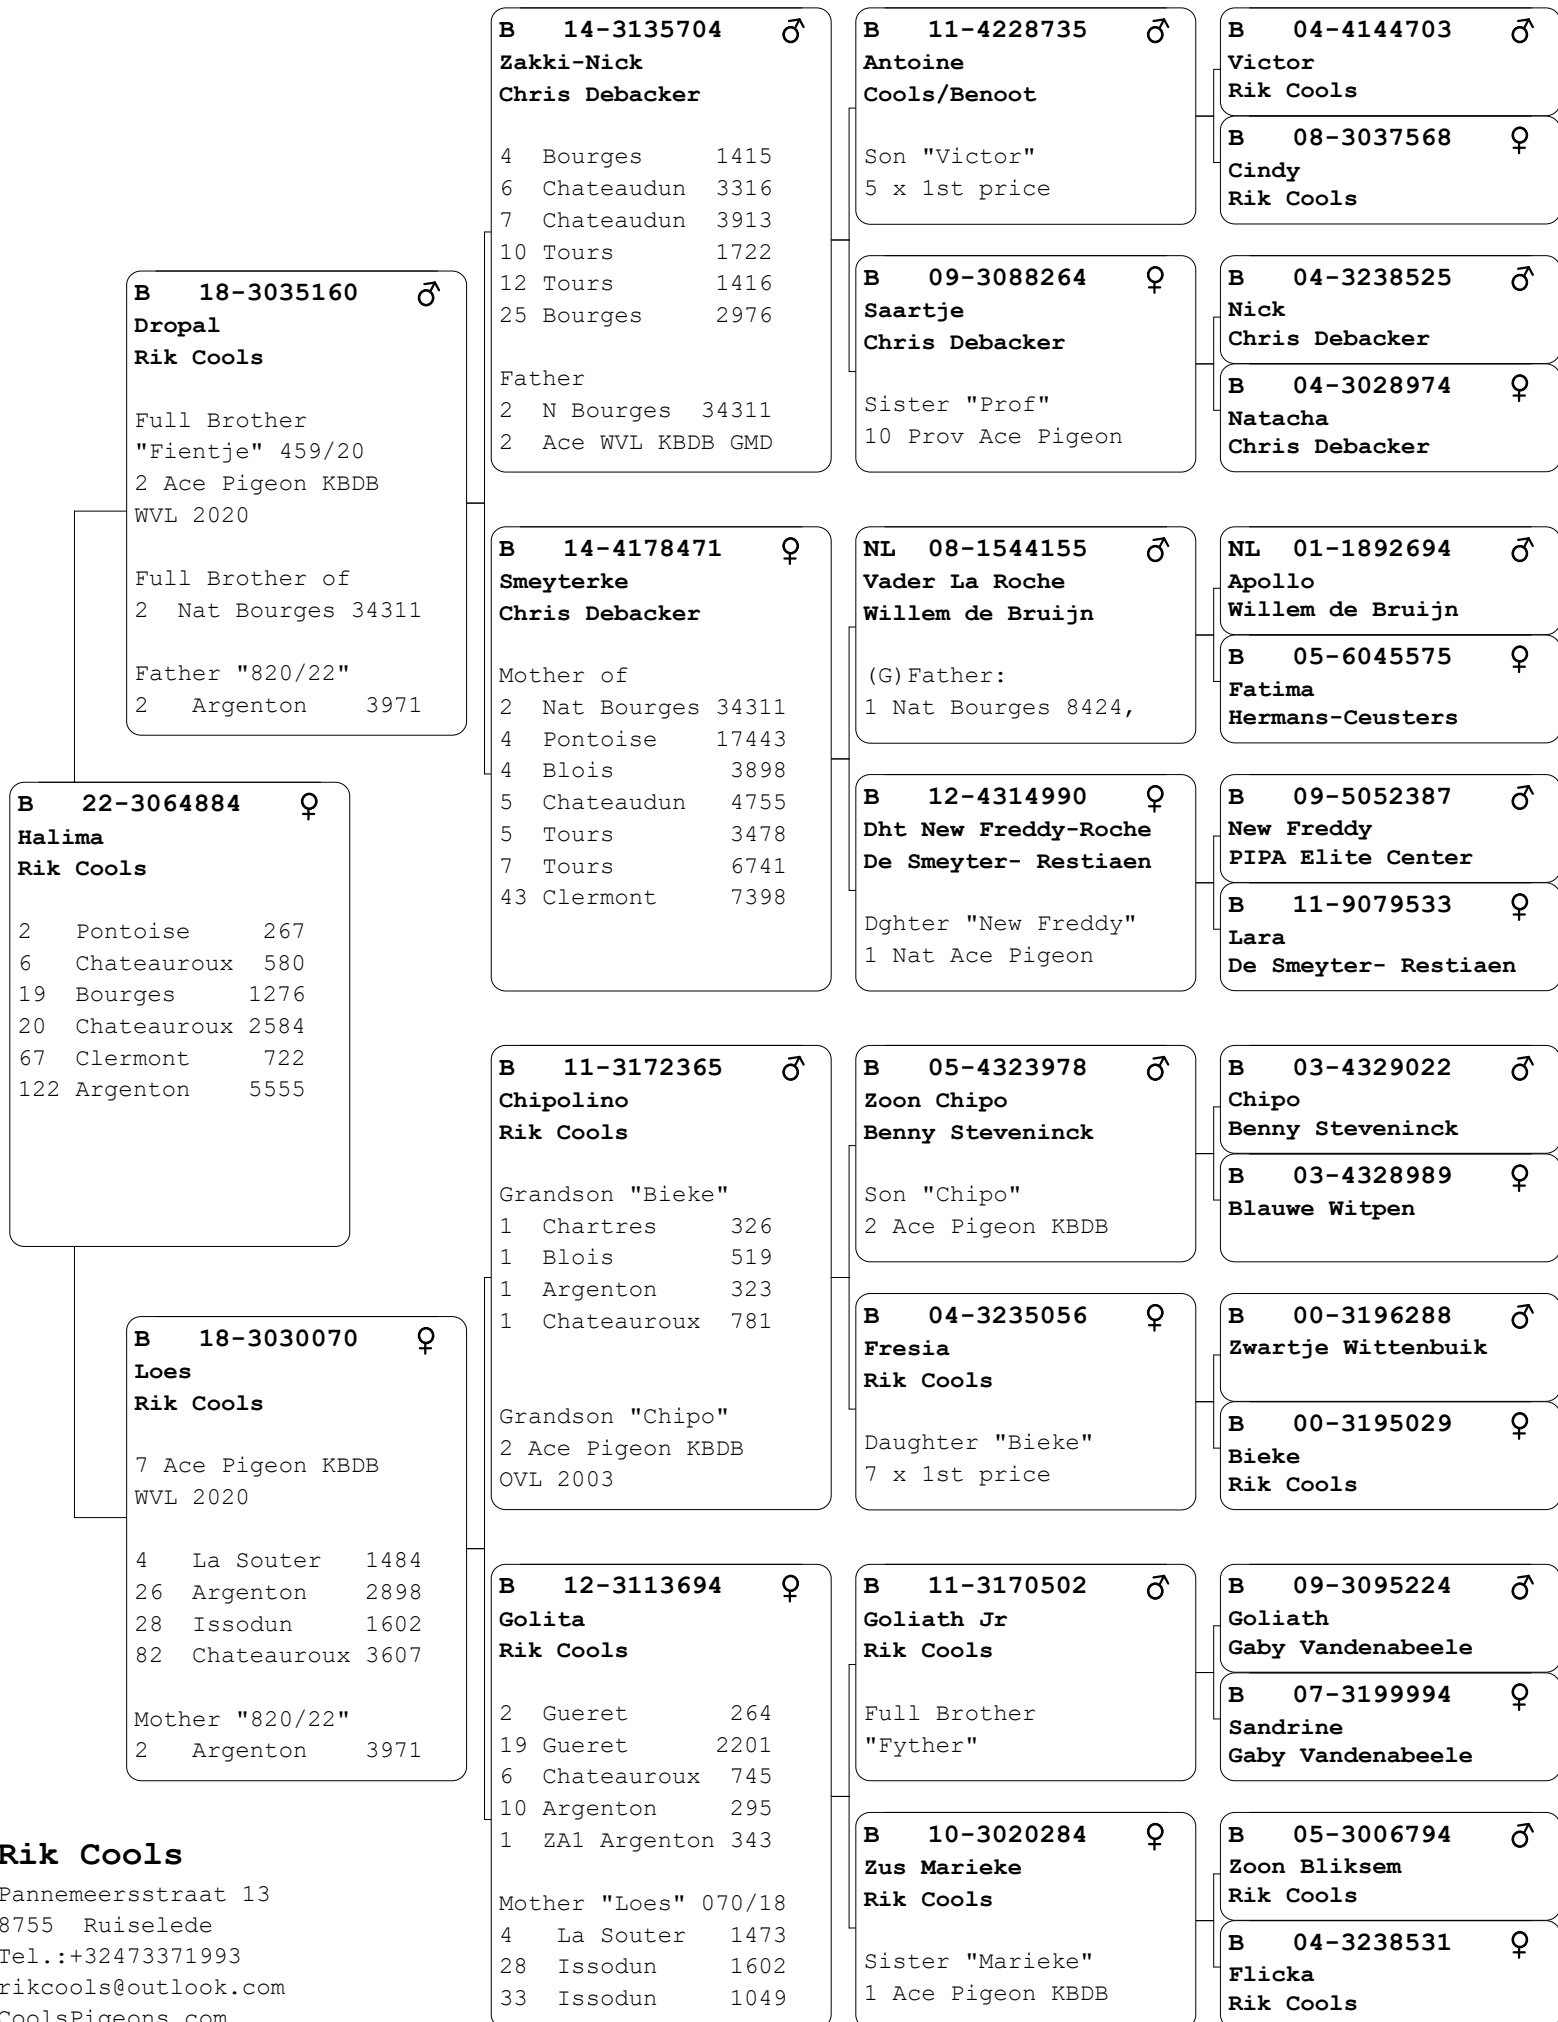 B 22-3064884 ♀
Halima
Rik Cools
2 Pontoise 267
6 Chateauroux 580
19 Bourges 1276
20 Chateauroux 2584
67 Clermont 722
122 Argenton 5555
B 18-3035160 ♂
Dropal
Rik Cools
Full Brother
"Fientje" 459/20
2 Ace Pigeon KBDB
WVL 2020
Full Brother of
2 Nat Bourges 34311
Father "820/22"
2 Argenton 3971
B 18-3030070 ♀
Loes
Rik Cools
7 Ace Pigeon KBDB
WVL 2020
4 La Souter 1484
26 Argenton 2898
28 Issodun 1602
82 Chateauroux 3607
Mother "820/22"
2 Argenton 3971
B 14-3135704 ♂
Zakki-Nick
Chris Debacker
4 Bourges 1415
6 Chateaudun 3316
7 Chateaudun 3913
10 Tours 1722
12 Tours 1416
25 Bourges 2976
Father
2 N Bourges 34311
2 Ace WVL KBDB GMD
B 14-4178471 ♀
Smeyterke
Chris Debacker
Mother of
2 Nat Bourges 34311
4 Pontoise 17443
4 Blois 3898
5 Chateaudun 4755
5 Tours 3478
7 Tours 6741
43 Clermont 7398
B 11-3172365 ♂
Chipolino
Rik Cools
Grandson "Bieke"
1 Chartres 326
1 Blois 519
1 Argenton 323
1 Chateauroux 781
Grandson "Chipo"
2 Ace Pigeon KBDB
OVL 2003
B 12-3113694 ♀
Golita
Rik Cools
2 Gueret 264
19 Gueret 2201
6 Chateauroux 745
10 Argenton 295
1 ZA1 Argenton 343
Mother "Loes" 070/18
4 La Souter 1473
28 Issodun 1602
33 Issodun 1049
B 11-4228735 ♂
Antoine
Cools/Benoot
Son "Victor"
5 x 1st price
B 09-3088264 ♀
Saartje
Chris Debacker
Sister "Prof"
10 Prov Ace Pigeon
NL 08-1544155 ♂
Vader La Roche
Willem de Bruijn
(G)Father:
1 Nat Bourges 8424,
B 12-4314990 ♀
Dht New Freddy-Roche
De Smeyter- Restiaen
Dghter "New Freddy"
1 Nat Ace Pigeon
B 05-4323978 ♂
Zoon Chipo
Benny Steveninck
Son "Chipo"
2 Ace Pigeon KBDB
B 04-3235056 ♀
Fresia
Rik Cools
Daughter "Bieke"
7 x 1st price
B 11-3170502 ♂
Goliath Jr
Rik Cools
Full Brother
"Fyther"
B 10-3020284 ♀
Zus Marieke
Rik Cools
Sister "Marieke"
1 Ace Pigeon KBDB
B 04-4144703 ♂
Victor
Rik Cools
B 08-3037568 ♀
Cindy
Rik Cools
B 04-3238525 ♂
Nick
Chris Debacker
B 04-3028974 ♀
Natacha
Chris Debacker
NL 01-1892694 ♂
Apollo
Willem de Bruijn
B 05-6045575 ♀
Fatima
Hermans-Ceusters
B 09-5052387 ♂
New Freddy
PIPA Elite Center
B 11-9079533 ♀
Lara
De Smeyter- Restiaen
B 03-4329022 ♂
Chipo
Benny Steveninck
B 03-4328989 ♀
Blauwe Witpen
B 00-3196288 ♂
Zwartje Wittenbuik
B 00-3195029 ♀
Bieke
Rik Cools
B 09-3095224 ♂
Goliath
Gaby Vandenabeele
B 07-3199994 ♀
Sandrine
Gaby Vandenabeele
B 05-3006794 ♂
Zoon Bliksem
Rik Cools
B 04-3238531 ♀
Flicka
Rik Cools
Rik Cools
Pannemeersstraat 13
8755 Ruiselede
Tel.:+32473371993
rikcools@outlook.com
CoolsPigeons.com